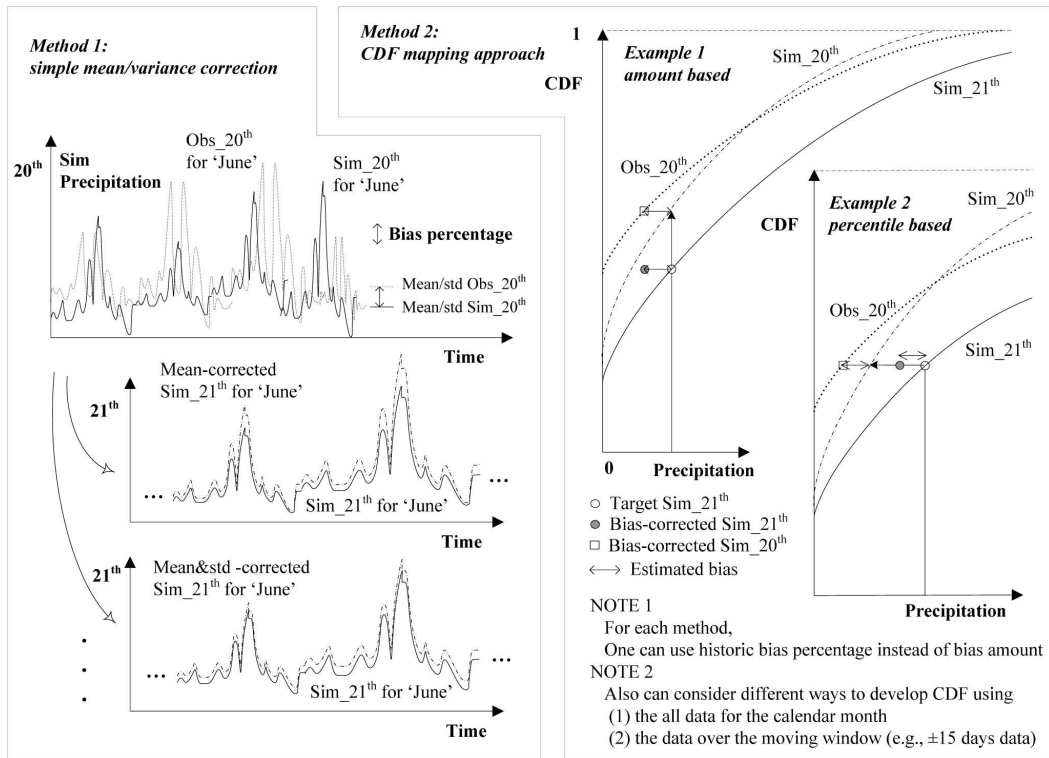 Method 1:
simple mean/variance correction
20th
Sim
Precipitation
Obs_20th
for ‘June’
Sim_20th
for ‘June’
Bias percentage
Mean/std Obs_20th
Mean/std Sim_20th
Time
Mean-corrected
Sim_21th for ‘June’
21th
...
...
Sim_21th for ‘June’
Time
Mean&std -corrected
Sim_21th for ‘June’
21th
...
...
Sim_21th for ‘June’
Time
Method 2:
CDF mapping approach
1
CDF
Example 1
amount based
Sim_20th
Sim_21th
Obs_20th
0
Precipitation
CDF
Example 2
percentile based
Sim_20th
Obs_20th
Sim_21th
Precipitation
Target Sim_21th
Bias-corrected Sim_21th
Bias-corrected Sim_20th
Estimated bias
NOTE 1
For each method,
One can use historic bias percentage instead of bias amount
NOTE 2
Also can consider different ways to develop CDF using
(1) the all data for the calendar month
(2) the data over the moving window (e.g., ±15 days data)